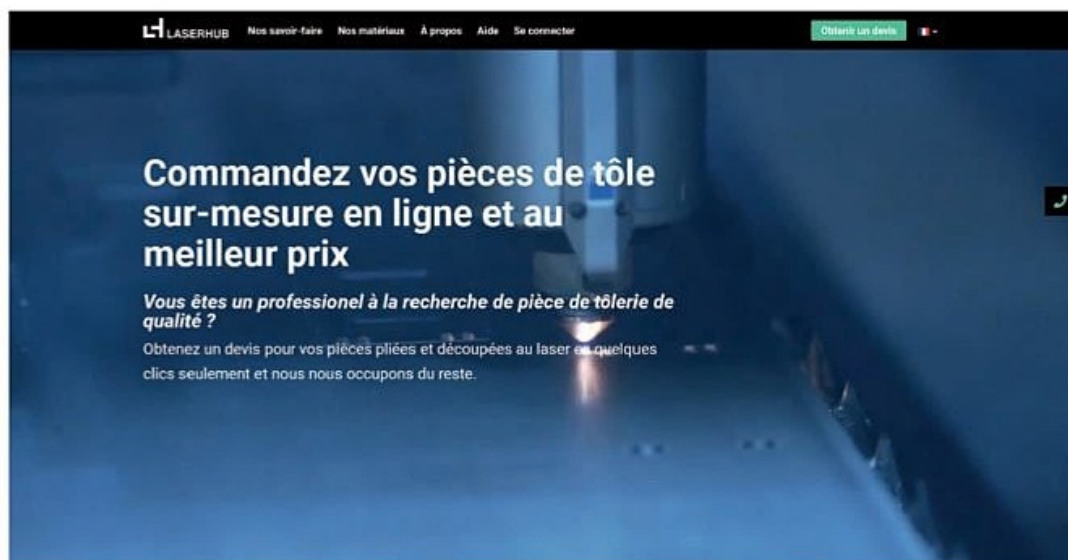 LASERHUB Nos savoir-faire Nos matériaux À propos Aide Se connecter Obtenir un devis
Commandez vos pièces de tôle
sur-mesure en ligne et au
meilleur prix
Vous êtes un professionel à la recherche de pièce de tôlerie de
qualité ?
Obtenez un devis pour vos pièces pliées et découpées au laser en quelques
clics seulement et nous nous occupons du reste.